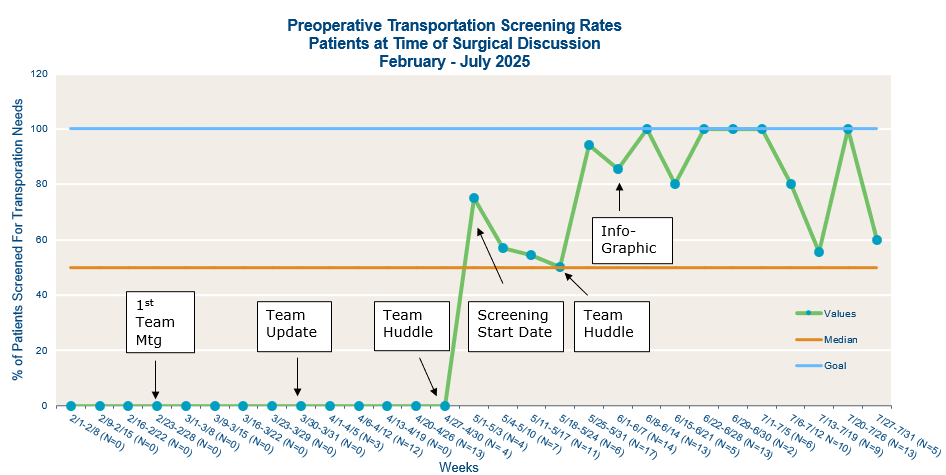 Preoperative Transportation Screening Rates
Patients at Time of Surgical Discussion
February - July 2025
% of Patients Screened For Transporation Needs
120
100
80
60
40
20
0
1st
Team
Mtg
Team
Update
Team
Huddle
Screening
Start Date
Team
Huddle
Info-
Graphic
Values
Median
Goal
2/1-2/8 (N=0)
2/9-2/15 (N=0)
2/16-2/22 (N=0)
2/23-2/28 (N=0)
3/1-3/8 (N=0)
3/9-3/15 (N=0)
3/16-3/22 (N=0)
3/23-3/29 (N=0)
3/30-3/31 (N=0)
4/1-4/5 (N=3)
4/6-4/12 (N=12)
4/13-4/19 (N=0)
4/20-4/26 (N=13)
4/27-4/30 (N= 4)
5/1-5/3 (N=4)
5/4-5/10 (N=7)
5/11-5/17 (N=11)
5/18-5/24 (N=6)
5/25-5/31 (N=17)
6/1-6/7 (N=14)
6/8-6/14 (N=13)
6/15-6/21 (N=5)
6/22-6/28 (N=13)
6/29-6/30 (N=2)
7/1-7/5 (N=6)
7/6-7/12 (N=10)
7/13-7/19 (N=9)
7/20-7/26 (N=13)
7/27-7/31 (N=5)
Weeks